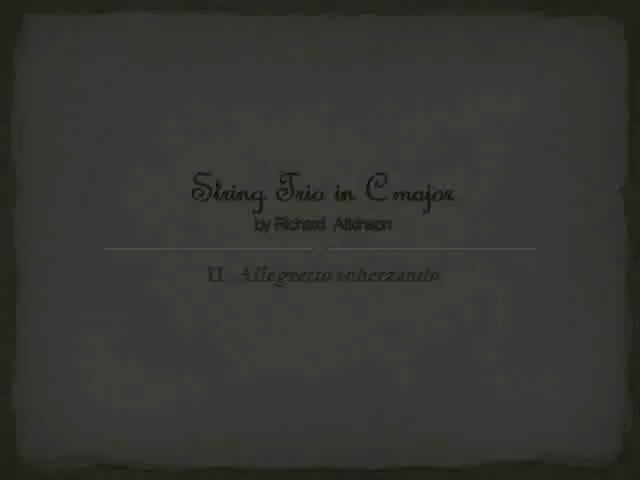 String Trio in C major
by Richard Atkinson
II. Allegretto scherzando